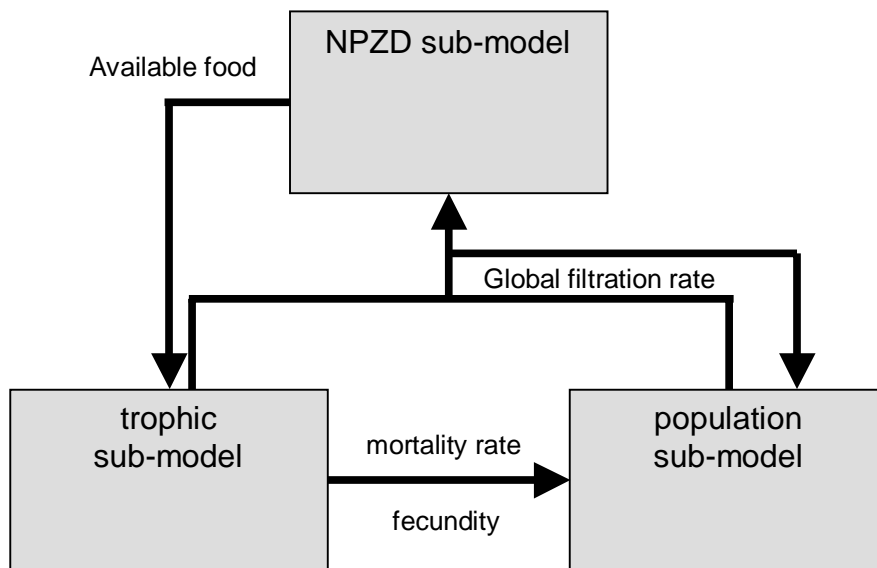 NPZD sub-model
Available food
Global filtration rate
trophic
sub-model
mortality rate
fecundity
population
sub-model